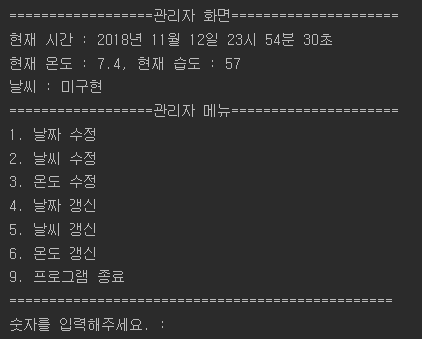 ==================관리자 화면=====================
현재 시간 : 2018년 11월 12일 23시 54분 30초
현재 온도 : 7.4, 현재 습도 : 57
날씨 : 미구현
==================관리자 메뉴=====================
1. 날짜 수정
2. 날씨 수정
3. 온도 수정
4. 날짜 갱신
5. 날씨 갱신
6. 온도 갱신
9. 프로그램 종료
================================================
숫자를 입력해주세요. :